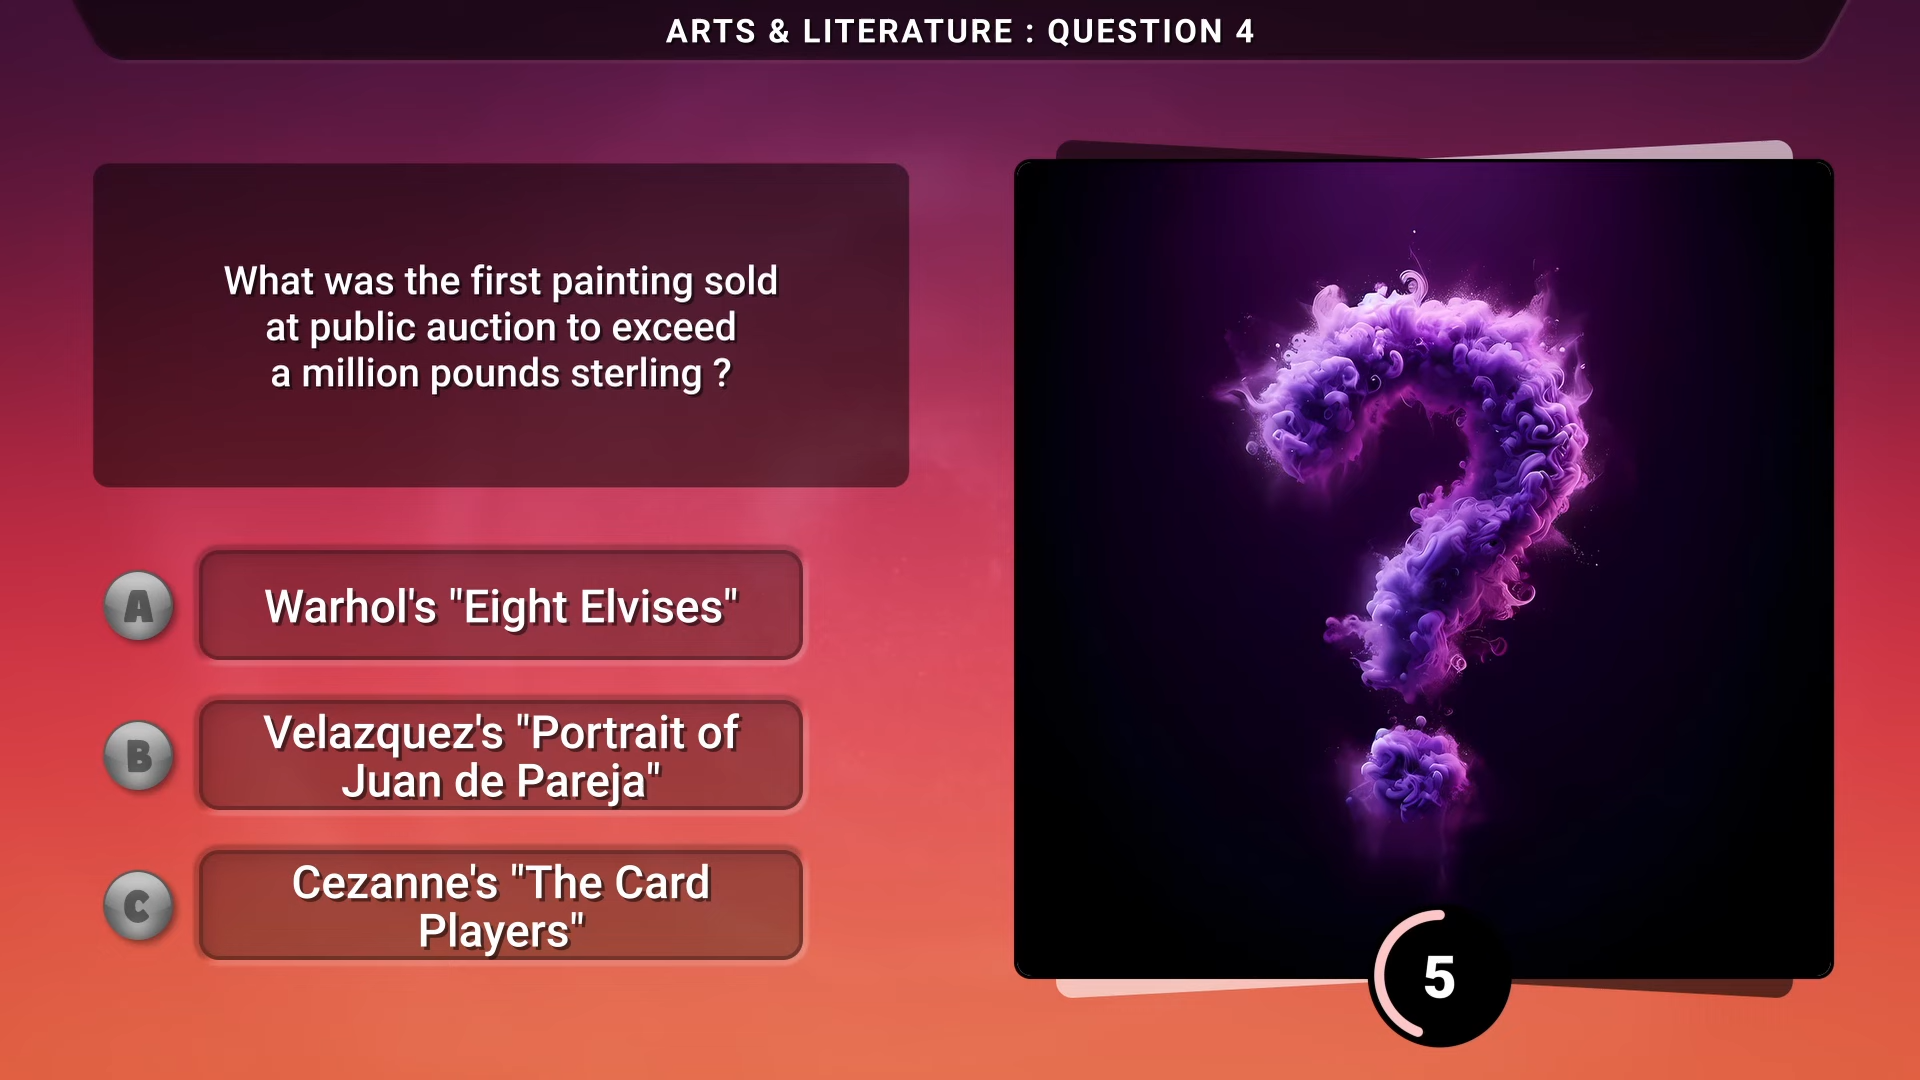 ARTS & LITERATURE : QUESTION 4
What was the first painting sold
at public auction to exceed
a million pounds sterling ?
A
Warhol's "Eight Elvises"
B
Velazquez's "Portrait of
Juan de Pareja"
C
Cezanne's "The Card
Players"
5